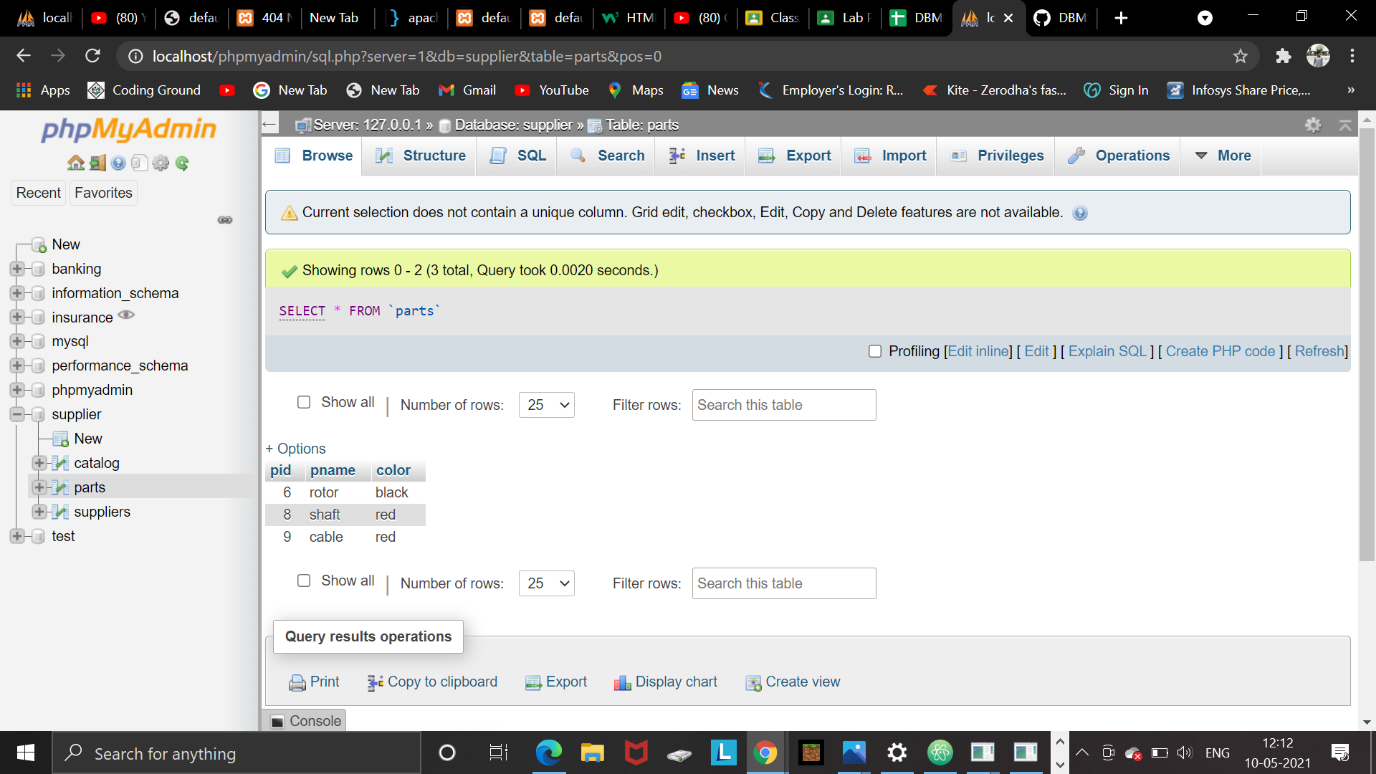 locall (80) Y defau 404 N New Tab apac defau defau HTM (80) ( Class Lab F DBM lc DBM
localhost/phpmyadmin/sql.php?server=1&db=supplier&table=parts&pos=0
Apps Coding Ground New Tab New Tab Gmail YouTube Maps News Employer's Login: R... Kite - Zerodha's fas... Sign In Infosys Share Price,... »
phpMyAdmin
Recent Favorites
New
banking
information_schema
insurance
mysql
performance_schema
phpmyadmin
supplier
New
catalog
parts
suppliers
test
Server: 127.0.0.1 » Database: supplier » Table: parts
Browse Structure SQL Search Insert Export Import Privileges Operations More
Current selection does not contain a unique column. Grid edit, checkbox, Edit, Copy and Delete features are not available.
Showing rows 0 - 2 (3 total, Query took 0.0020 seconds.)
SELECT * FROM `parts`
Profiling [Edit inline] [ Edit ] [ Explain SQL ] [ Create PHP code ] [ Refresh]
Show all | Number of rows: 25 Filter rows: Search this table
+ Options
pid pname color
6 rotor black
8 shaft red
9 cable red
Show all | Number of rows: 25 Filter rows: Search this table
Query results operations
Print Copy to clipboard Export Display chart Create view
Console
Search for anything
ENG
12:12
10-05-2021